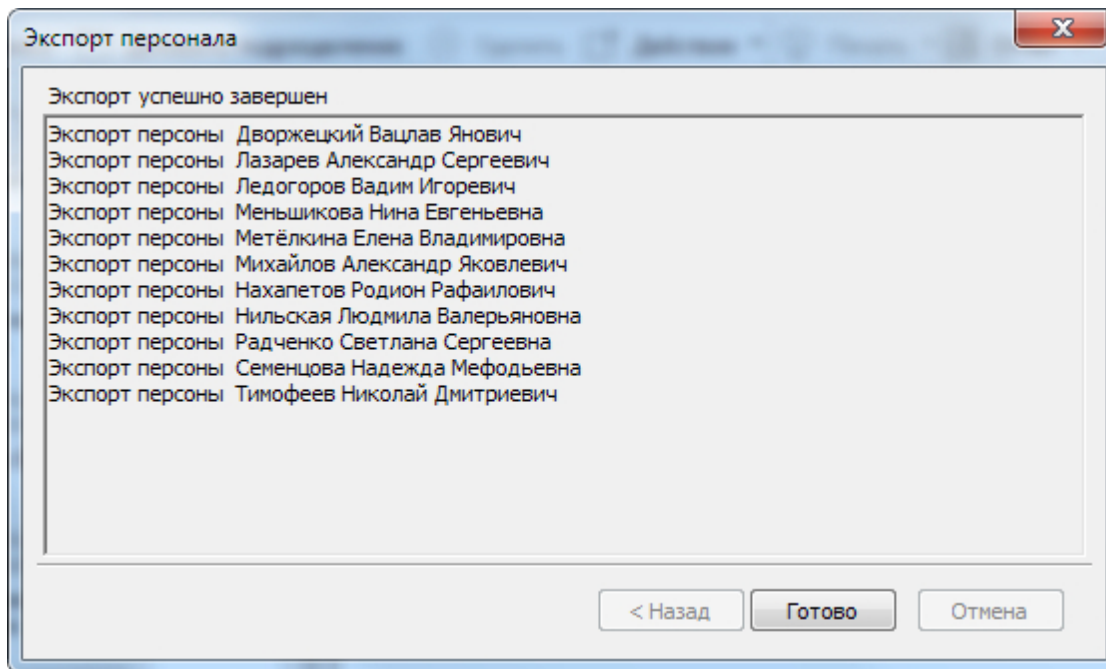 Экспорт персонала
Экспорт успешно завершен
Экспорт персоны Дворжецкий Вацлав Янович
Экспорт персоны Лазарев Александр Сергеевич
Экспорт персоны Ледогоров Вадим Игоревич
Экспорт персоны Меньшикова Нина Евгеньевна
Экспорт персоны Метёлкина Елена Владимировна
Экспорт персоны Михайлов Александр Яковлевич
Экспорт персоны Нахапетов Родион Рафаилович
Экспорт персоны Нильская Людмила Валерьяновна
Экспорт персоны Радченко Светлана Сергеевна
Экспорт персоны Семенцова Надежда Мефодьевна
Экспорт персоны Тимофеев Николай Дмитриевич
< Назад Готово Отмена